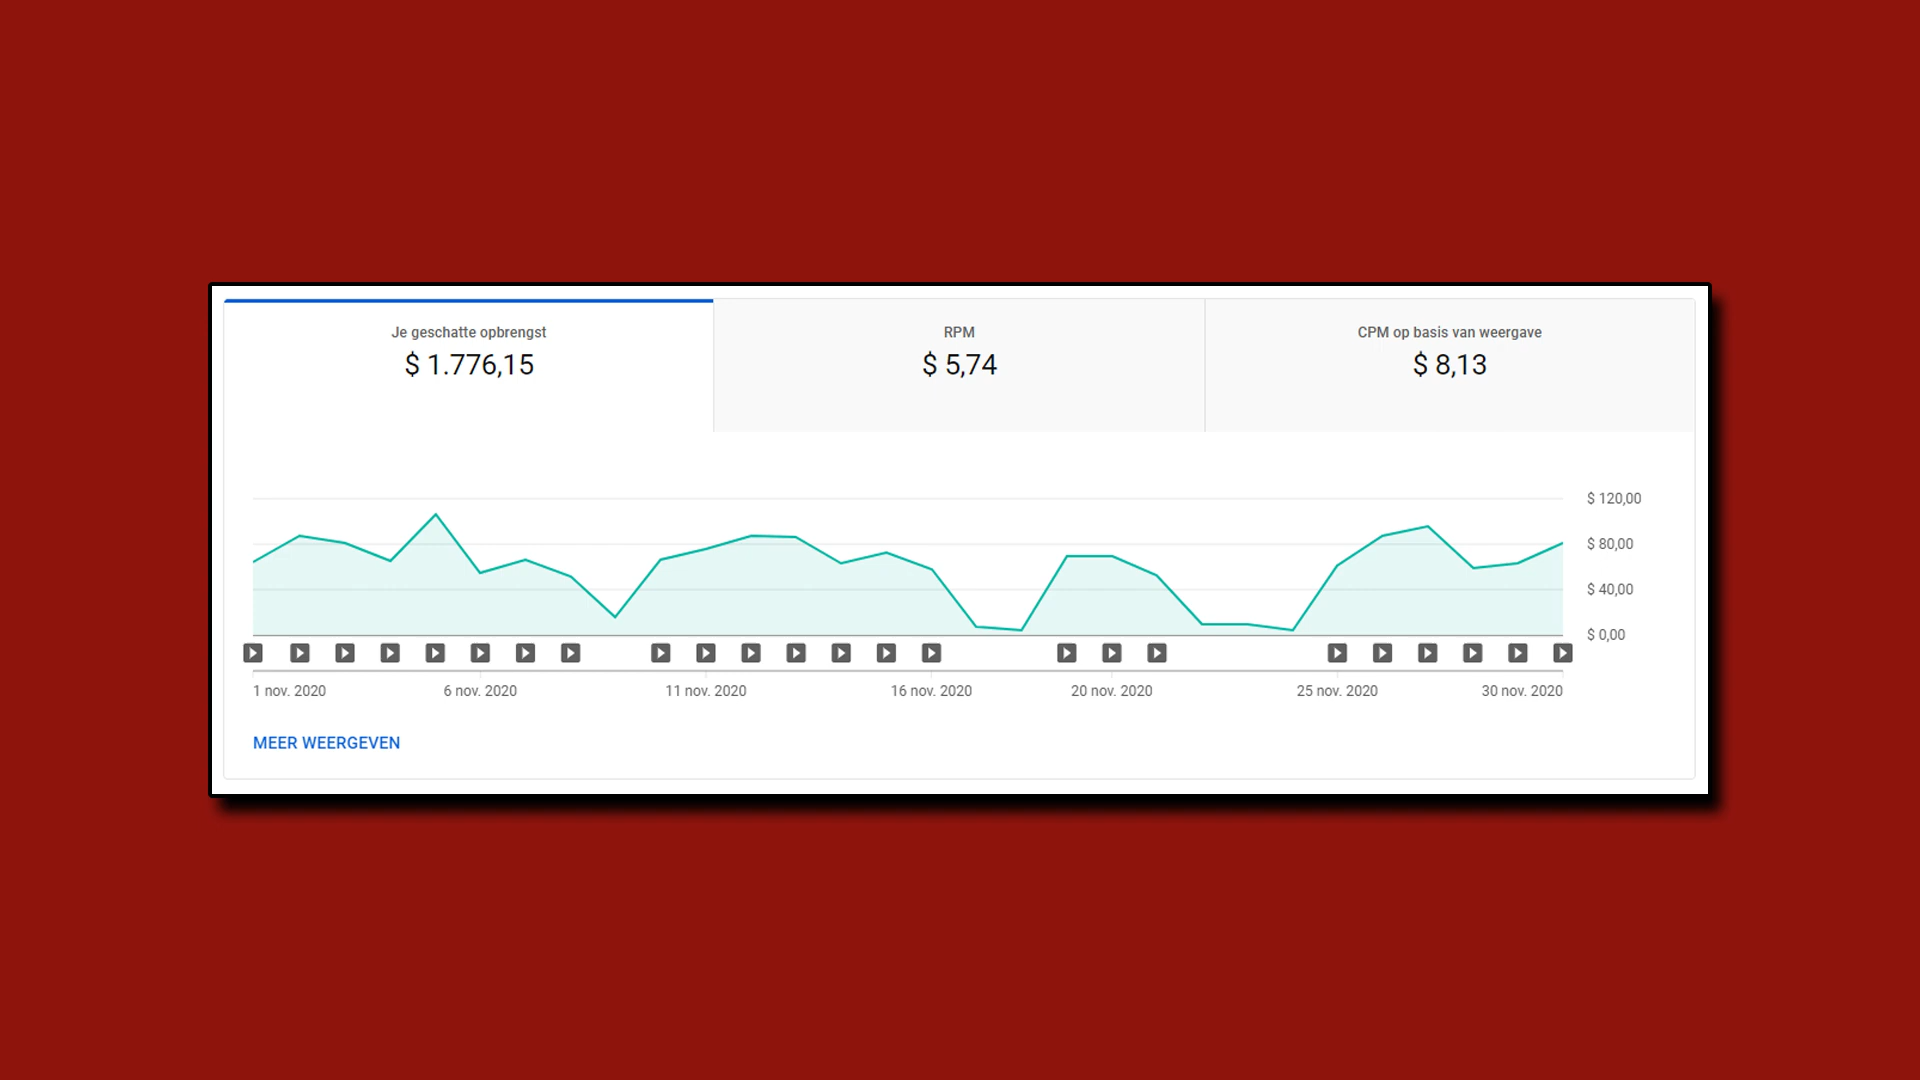 Je geschatte opbrengst
$ 1.776,15
RPM
$ 5,74
CPM op basis van weergave
$ 8,13
$ 120,00
$ 80,00
$ 40,00
$ 0,00
1 nov. 2020 6 nov. 2020 11 nov. 2020 16 nov. 2020 20 nov. 2020 25 nov. 2020 30 nov. 2020
MEER WEERGEVEN